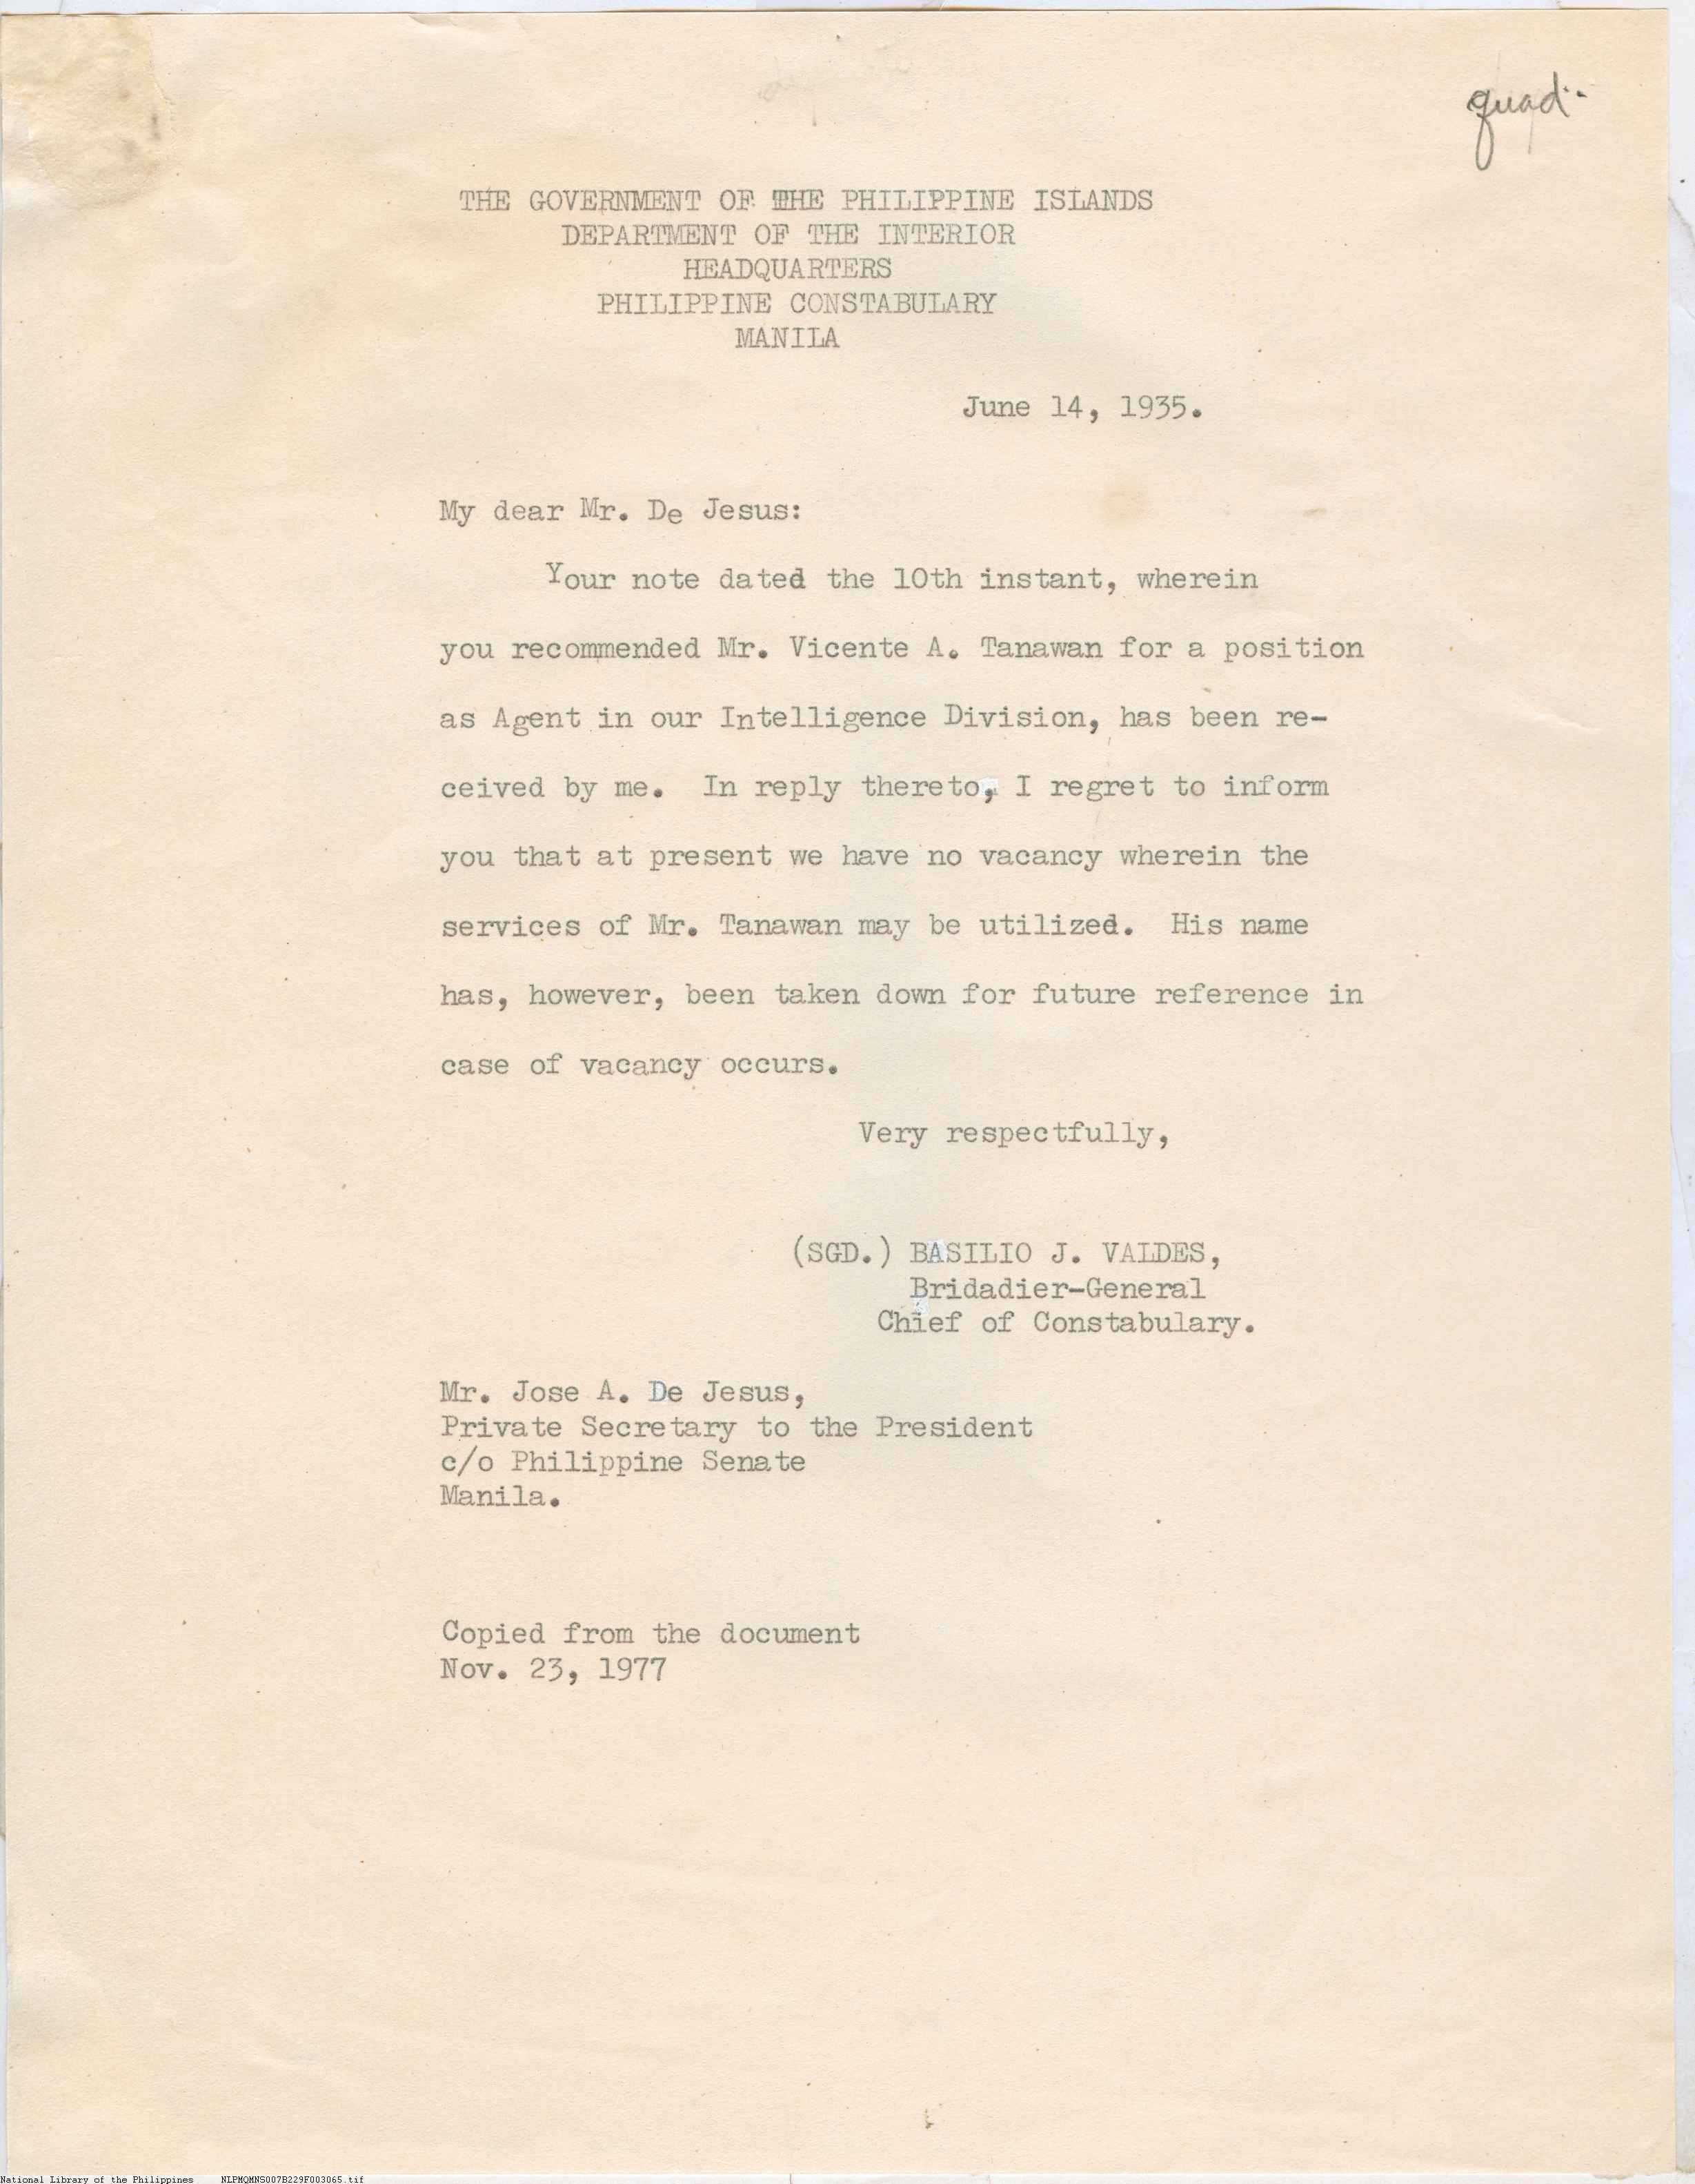 quad
THE GOVERNMENT OF THE PHILIPPINE ISLANDS
DEPARTMENT OF THE INTERIOR
HEADQUARTERS
PHILIPPINE CONSTABULARY
MANILA
June 14, 1935.
My dear Mr. De Jesus:
Your note dated the 10th instant, wherein
you recommended Mr. Vicente A. Tanawan for a position
as Agent in our Intelligence Division, has been re-
ceived by me. In reply thereto, I regret to inform
you that at present we have no vacancy wherein the
services of Mr. Tanawan may be utilized. His name
has, however, been taken down for future reference in
case of vacancy occurs.
Very respectfully,
(SGD.) BASILIO J. VALDES,
Bridadier-General
Chief of Constabulary.
Mr. Jose A. De Jesus,
Private Secretary to the President
c/o Philippine Senate
Manila.
Copied from the document
Nov. 23, 1977
National Library of the Philippines NLPMQMNS007B229F003065.tif